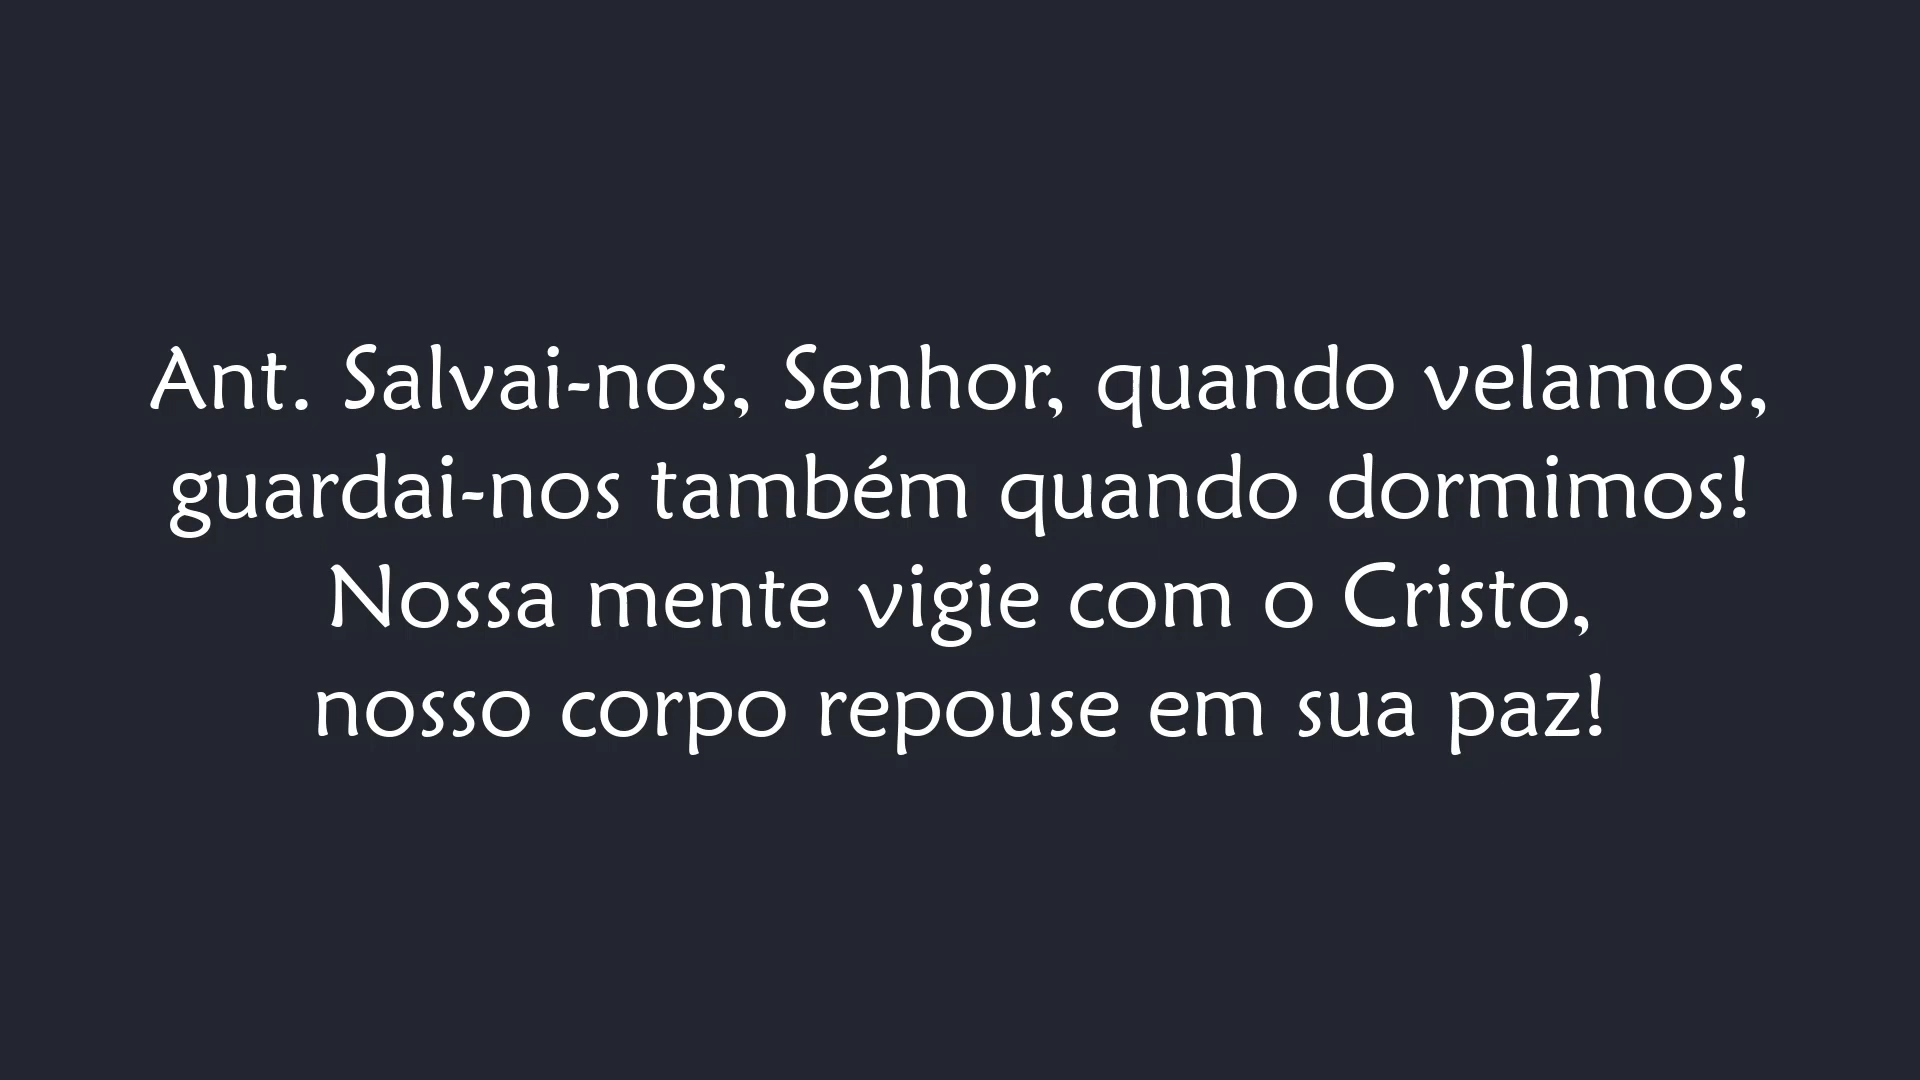 Ant. Salvai-nos, Senhor, quando velamos,
guardai-nos também quando dormimos!
Nossa mente vigie com o Cristo,
nosso corpo repouse em sua paz!